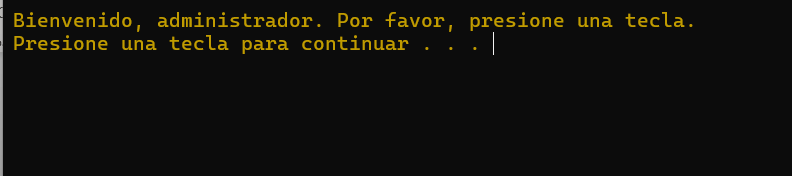 Bienvenido, administrador. Por favor, presione una tecla.
Presione una tecla para continuar . . .